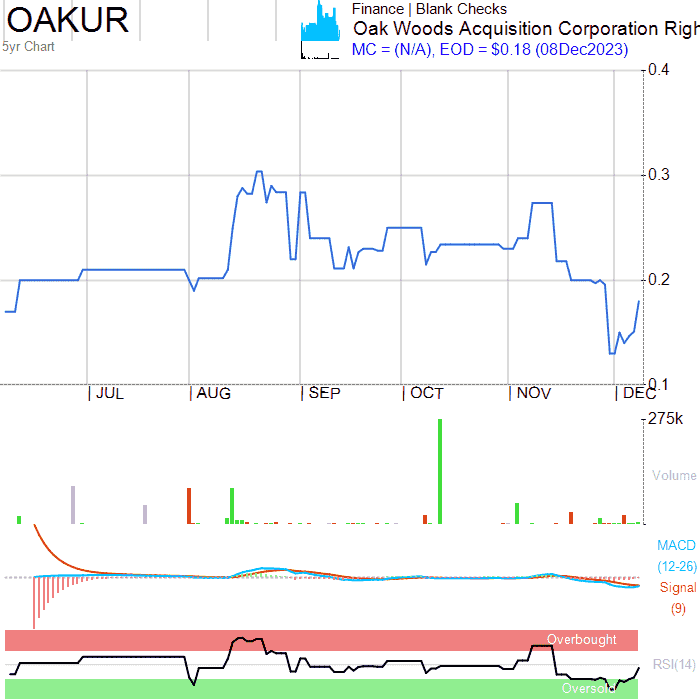 OAKUR
5yr Chart
Finance | Blank Checks
Oak Woods Acquisition Corporation Righ
MC = (N/A), EOD = $0.18 (08Dec2023)
0.4
0.3
0.2
0.1
JUL AUG SEP OCT NOV DEC
275k
Volume
MACD
(12-26)
Signal
(9)
Overbought
RSI(14)
Oversold